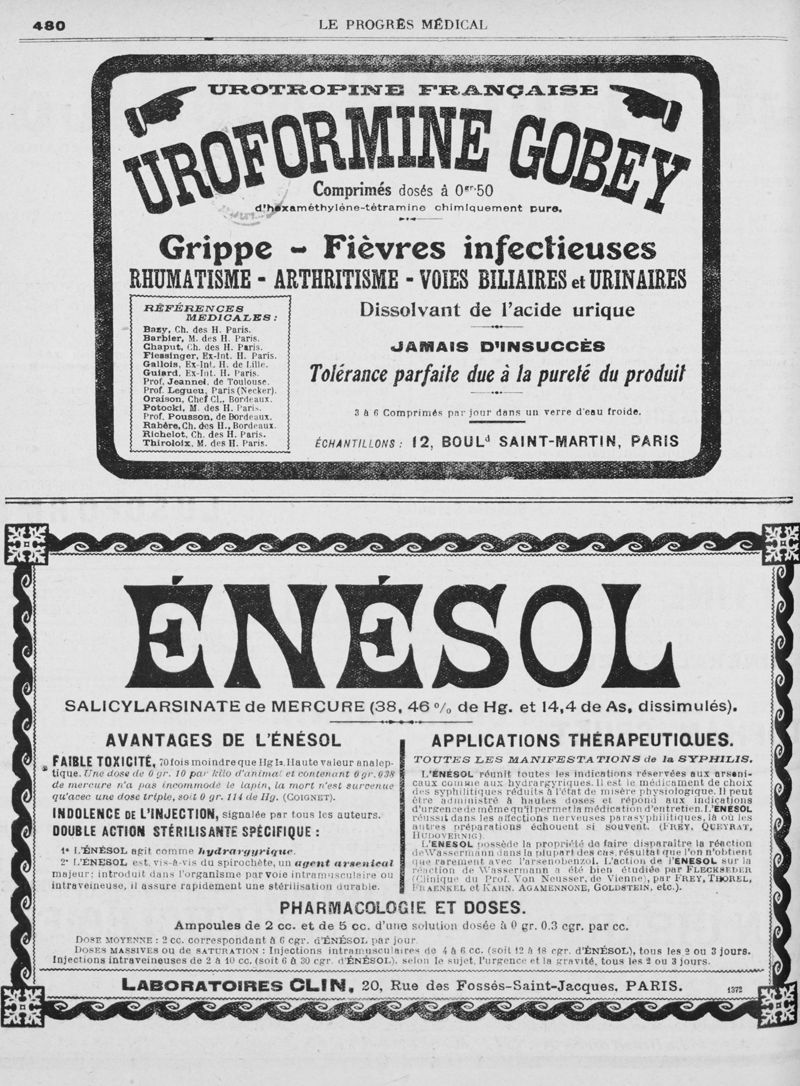 480
LE PROGRÈS MÉDICAL
UROTROPINE FRANÇAISE
UROFORMINE GOBEY
Comprimés dosés à 0gr.50
d'hexaméthylène-tétramine chimiquement pure.
Grippe - Fièvres infectieuses
RHUMATISME - ARTHRITISME - VOIES BILIAIRES et URINAIRES
RÉFÉRENCES
MEDICALES:
Bazy, Ch. des H. Paris.
Barbier, M. des H. Paris.
Chaput, Ch. des H. Paris.
Flessinger, Ex-Int. H. Paris.
Gallois, Ex-Int. H. de Lille.
Guiard, Ex-Int. H. Paris.
Prof. Jeannel, de Toulouse.
Prof. Legueu, Paris (Necker).
Oraison, Chef Cl., Bordeaux.
Potocki, M. des H. Paris.
Prof. Pousson, de Bordeaux.
Rabère, Ch. des H., Bordeaux.
Richelot, Ch. des H. Paris.
Thiroloix, M. des H. Paris.
Dissolvant de l'acide urique
JAMAIS D'INSUCCÈS
Tolérance parfaite due à la pureté du produit
3 à 6 Comprimés par jour dans un verre d'eau froide.
ÉCHANTILLONS: 12, BOULd SAINT-MARTIN, PARIS
ÉNÉSOL
SALICYLARSINATE de MERCURE (38, 46 % de Hg. et 14,4 de As, dissimulés).
AVANTAGES DE L'ÉNÉSOL
FAIBLE TOXICITÉ, 70 fois moindre que Hg I2. Haute valeur analep-
tique. Une dose de 0 gr. 10 par kilo d'animal et contenant 0 gr. 038
de mercure n'a pas incommodé le lapin, la mort n'est survenue
qu'avec une dose triple, soit 0 gr. 114 de Hg. (COIGNET).
INDOLENCE DE L'INJECTION, signalée par tous les auteurs.
DOUBLE ACTION STÉRILISANTE SPÉCIFIQUE :
1° L'ÉNÉSOL agit comme hydrargyrique.
2° L'ÉNÉSOL est, vis-à-vis du spirochète, un agent arsenical
majeur: introduit dans l'organisme par voie intramusculaire ou
intraveineuse, il assure rapidement une stérilisation durable.
APPLICATIONS THÉRAPEUTIQUES.
TOUTES LES MANIFESTATIONS de la SYPHILIS.
L'ÉNÉSOL réunit toutes les indications réservées aux arseni-
caux comme aux hydrargyriques. Il est le médicament de choix
des syphilitiques réduits à l'état de misère physiologique. Il peut
être administré à hautes doses et répond aux indications
d'urgence de même qu'il permet la médication d'entretien. L'ENESOL
réussit dans les affections nerveuses parasyphilitiques, là où les
autres préparations échouent si souvent. (FREY, QUEYRAT,
HUDOVERNIG).
L'ENESOL possède la propriété de faire disparaître la réaction
de Wassermann dans la plupart des cas, résultat que l'on n'obtient
que rarement avec l'arsenobenzol. L'action de l'ENESOL sur la
réaction de Wassermann a été bien étudiée par FLECKSEDER
(Clinique du Prof. Von Neusser, de Vienne), par FREY, THOREL,
FRAENKEL et KAHN, AGAMENNONE, GOLDSTEIN, etc.).
PHARMACOLOGIE ET DOSES.
Ampoules de 2 cc. et de 5 cc. d'une solution dosée à 0 gr. 0.3 cgr. par cc.
DOSE MOYENNE : 2 cc. correspondant à 6 cgr. d'ÉNÉSOL par jour.
DOSES MASSIVES ou de SATURATION : Injections intramusculaires de 4 à 6 cc. (soit 12 à 18 cgr. d'ÉNÉSOL), tous les 2 ou 3 jours.
Injections intraveineuses de 2 à 10 cc. (soit 6 à 30 cgr. d'ÉNÉSOL). selon le sujet, l'urgence et la gravité, tous les 2 ou 3 jours.
LABORATOIRES CLIN, 20, Rue des Fossés-Saint-Jacques, PARIS.
1372